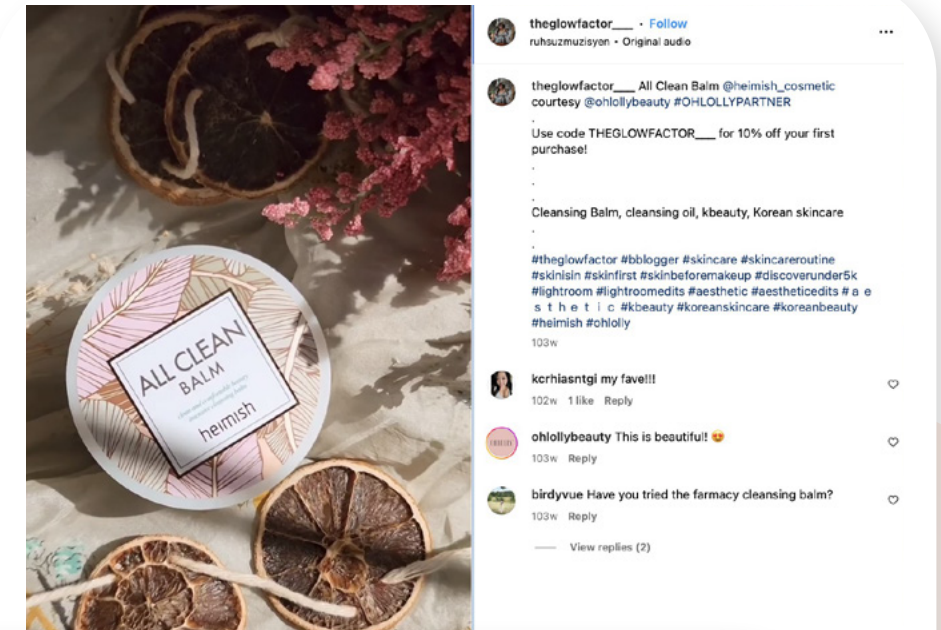 ALL CLEAN
BALM
heimish
theglowfactor___ • Follow
ruhsuzmuzisyen • Original audio
theglowfactor___ All Clean Balm @heimish_cosmetic
courtesy @ohlollybeauty #OHLOLLYPARTNER
.
Use code THEGLOWFACTOR___ for 10% off your first
purchase!
.
.
.
Cleansing Balm, cleansing oil, kbeauty, Korean skincare
.
.
#theglowfactor #bblogger #skincare #skincareroutine
#skinisin #skinfirst #skinbeforemakeup #discoverunder5k
#lightroom #lightroomedits #aesthetic #aestheticedits #ａｅ
ｓｔｈｅｔｉｃ #kbeauty #koreanskincare #koreanbeauty
#heimish #ohlolly
103w
kcrhiasntgi my fave!!!
102w 1 like Reply
ohlollybeauty This is beautiful! 😍
103w Reply
birdyvue Have you tried the farmacy cleansing balm?
103w Reply
View replies (2)